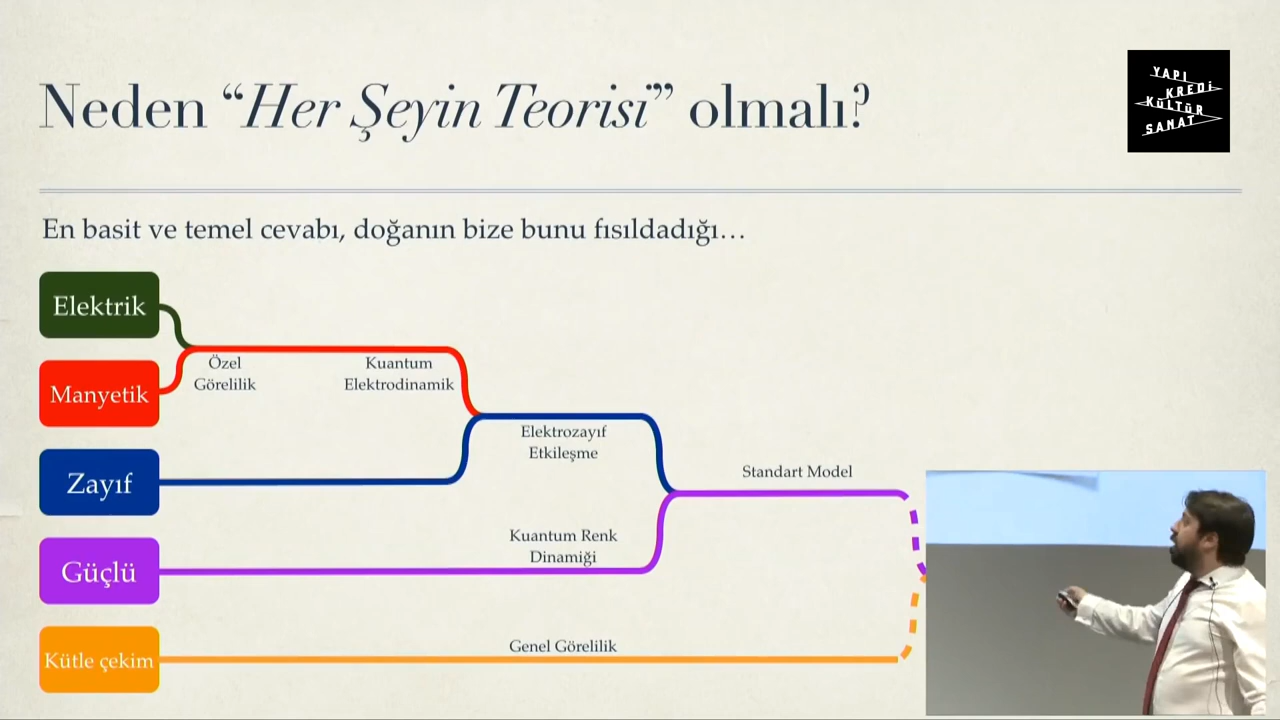 Neden “Her Şeyin Teorisi” olmalı?
YAPI
KREDİ
KÜLTÜR
SANAT
En basit ve temel cevabı, doğanın bize bunu fısıldadığı…
Elektrik
Manyetik
Zayıf
Güçlü
Kütle çekim
Özel
Görelilik
Kuantum
Elektrodinamik
Elektrozayıf
Etkileşme
Standart Model
Kuantum Renk
Dinamiği
Genel Görelilik